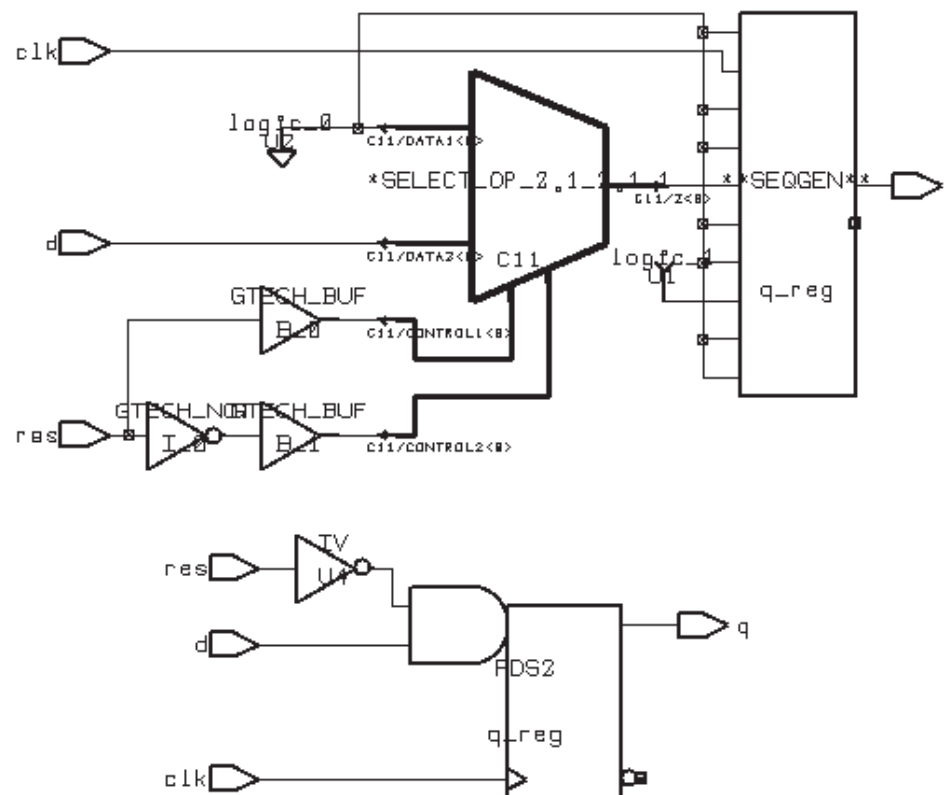 clk
logic_0
U2
C11/DATA1<0>
*SELECT_OP_2.1_2.1_1
C11/Z<0>
**SEQGEN**
d
C11/DATA2<0>
C11
logic_1
U1
q_reg
GTECH_BUF
B_0
C11/CONTROL1<0>
GTECH_NOT
GTECH_BUF
res
I_0
B_1
C11/CONTROL2<0>
IV
res
U4
d
q
FDS2
q_reg
clk